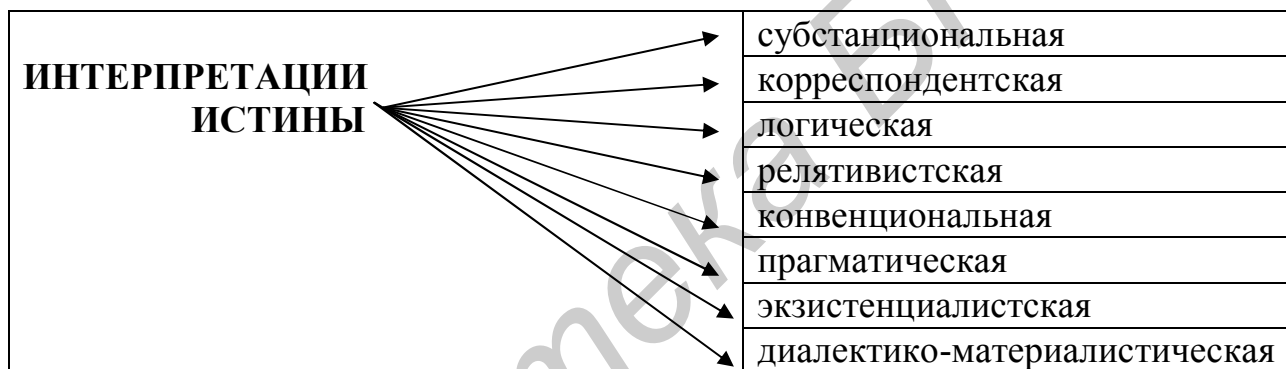 ИНТЕРПРЕТАЦИИ
ИСТИНЫ
субстанциональная
корреспондентская
логическая
релятивистская
конвенциональная
прагматическая
экзистенциалистская
диалектико-материалистическая